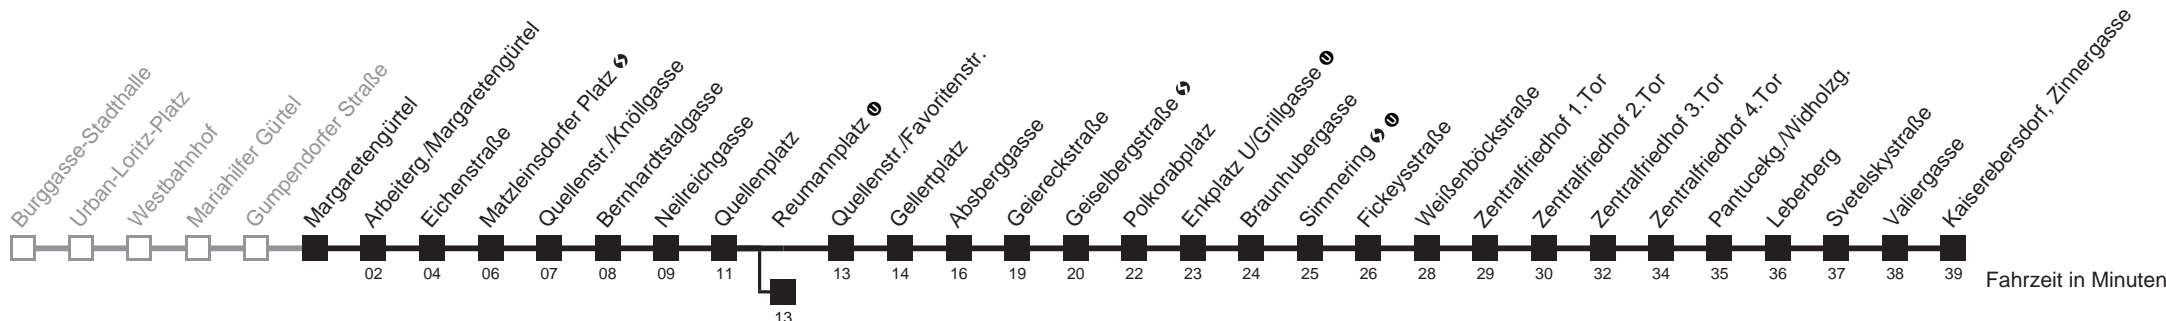 Burggasse-Stadthalle
Urban-Loritz-Platz
Westbahnhof
Mariahilfer Gürtel
Gumpendorfer Straße
Margaretengürtel
Arbeiterg./Margaretengürtel
Eichenstraße
Matzleinsdorfer Platz S
Quellenstr./Knöllgasse
Bernhardtstalgasse
Neilreichgasse
Quellenplatz
Reumannplatz U
Quellenstr./Favoritenstr.
Gellertplatz
Absberggasse
Geiereckstraße
Geiselbergstraße S
Polkorabplatz
Enkplatz U/Grillgasse U
Braunhubergasse
Simmering S U
Fickeysstraße
Weißenböckstraße
Zentralfriedhof 1.Tor
Zentralfriedhof 2.Tor
Zentralfriedhof 3.Tor
Zentralfriedhof 4.Tor
Pantucekg./Widholzg.
Leberberg
Svetelskystraße
Valiergasse
Kaiserebersdorf, Zinnergasse
02 04 06 07 08 09 11 13 14 16 19 20 22 23 24 25 26 28 29 30 32 34 35 36 37 38 39
Fahrzeit in Minuten
13